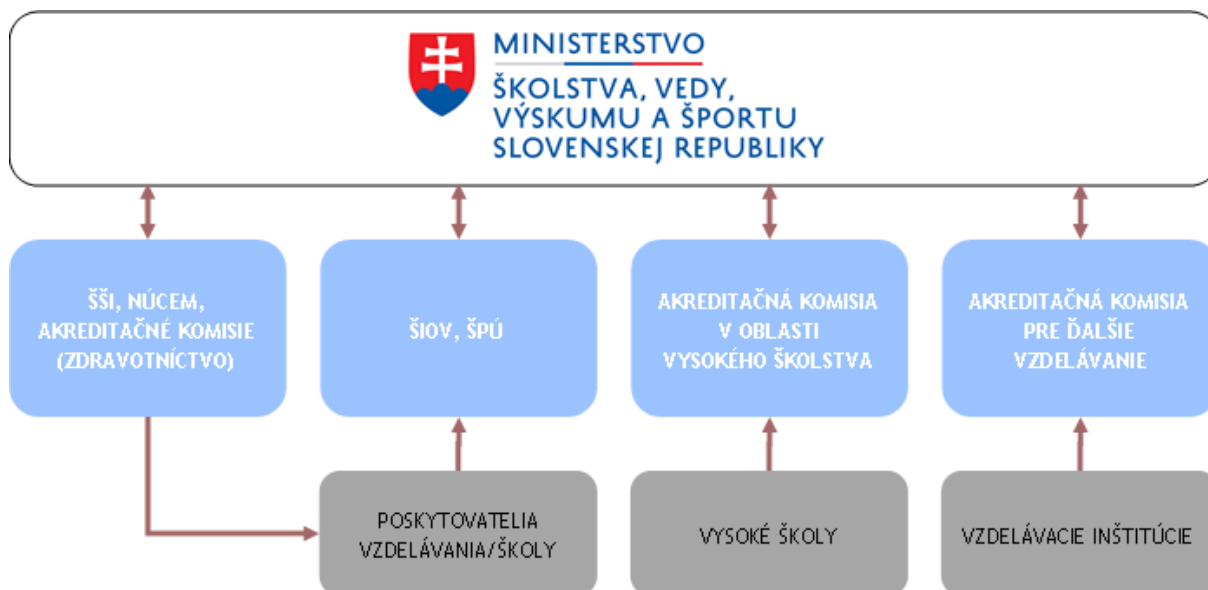 MINISTERSTVO
ŠKOLSTVA, VEDY,
VÝSKUMU A ŠPORTU
SLOVENSKEJ REPUBLIKY
ŠŠI, NÚCEM,
AKREDITAČNÉ KOMISIE
(ZDRAVOTNÍCTVO)
ŠIOV, ŠPÚ
AKREDITAČNÁ KOMISIA
V OBLASTI
VYSOKÉHO ŠKOLSTVA
AKREDITAČNÁ KOMISIA
PRE ĎALŠIE
VZDELÁVANIE
POSKYTOVATELIA
VZDELÁVANIA/ŠKOLY
VYSOKÉ ŠKOLY
VZDELÁVACIE INŠTITÚCIE